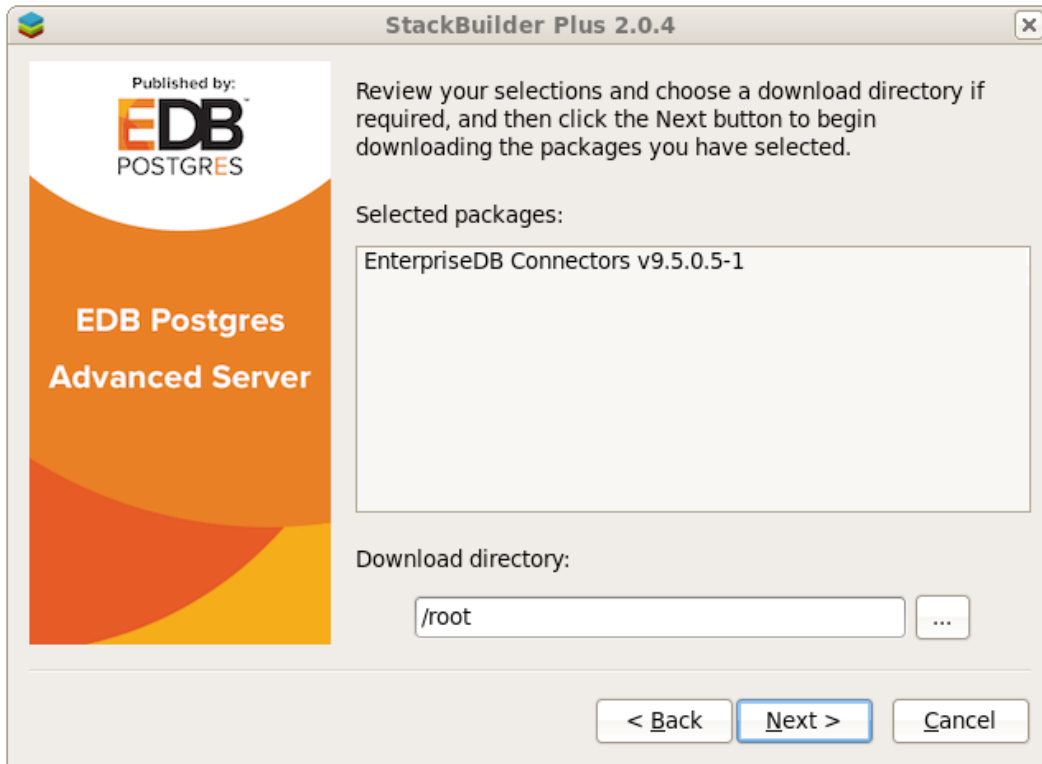 StackBuilder Plus 2.0.4
Published by:
EDB™
POSTGRES
EDB Postgres
Advanced Server
Review your selections and choose a download directory if
required, and then click the Next button to begin
downloading the packages you have selected.
Selected packages:
EnterpriseDB Connectors v9.5.0.5-1
Download directory:
/root
...
< Back
Next >
Cancel